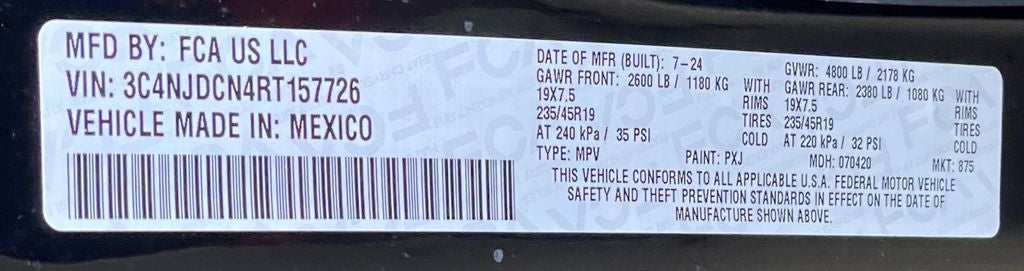 MFD BY: FCA US LLC
VIN: 3C4NJDCN4RT157726
VEHICLE MADE IN: MEXICO
DATE OF MFR (BUILT): 7-24 GVWR: 4800 LB / 2178 KG
GAWR FRONT: 2600 LB / 1180 KG WITH GAWR REAR: 2380 LB / 1080 KG WITH
19X7.5 RIMS 19X7.5 RIMS
235/45R19 TIRES 235/45R19 TIRES
AT 240 kPa / 35 PSI COLD AT 220 kPa / 32 PSI COLD
TYPE: MPV PAINT: PXJ MDH: 070420 MKT: 875
THIS VEHICLE CONFORMS TO ALL APPLICABLE U.S.A. FEDERAL MOTOR VEHICLE
SAFETY AND THEFT PREVENTION STANDARDS IN EFFECT ON THE DATE OF
MANUFACTURE SHOWN ABOVE.